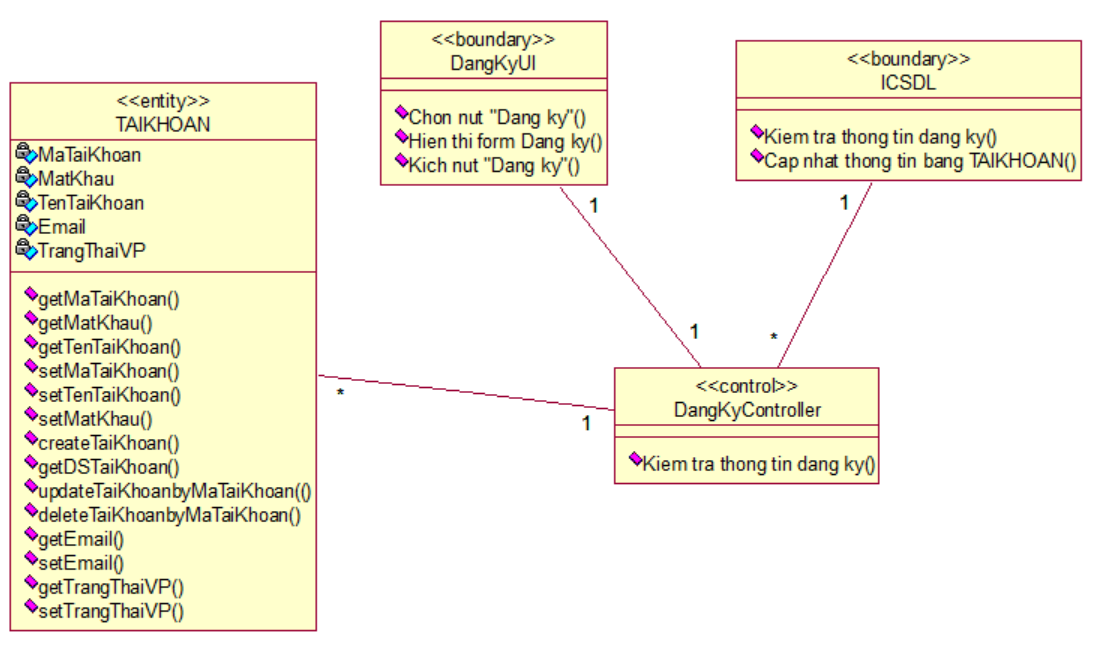 <<entity>>
TAIKHOAN
MaTaiKhoan
MatKhau
TenTaiKhoan
Email
TrangThaiVP
getMaTaiKhoan()
getMatKhau()
getTenTaiKhoan()
setMaTaiKhoan()
setTenTaiKhoan()
setMatKhau()
createTaiKhoan()
getDSTaiKhoan()
updateTaiKhoanbyMaTaiKhoan(()
deleteTaiKhoanbyMaTaiKhoan()
getEmail()
setEmail()
getTrangThaiVP()
setTrangThaiVP()
<<boundary>>
DangKyUI
Chon nut "Dang ky"()
Hien thi form Dang ky()
Kich nut "Dang ky"()
<<boundary>>
ICSDL
Kiem tra thong tin dang ky()
Cap nhat thong tin bang TAIKHOAN()
1
1
1
*
*
1
<<control>>
DangKyController
Kiem tra thong tin dang ky()